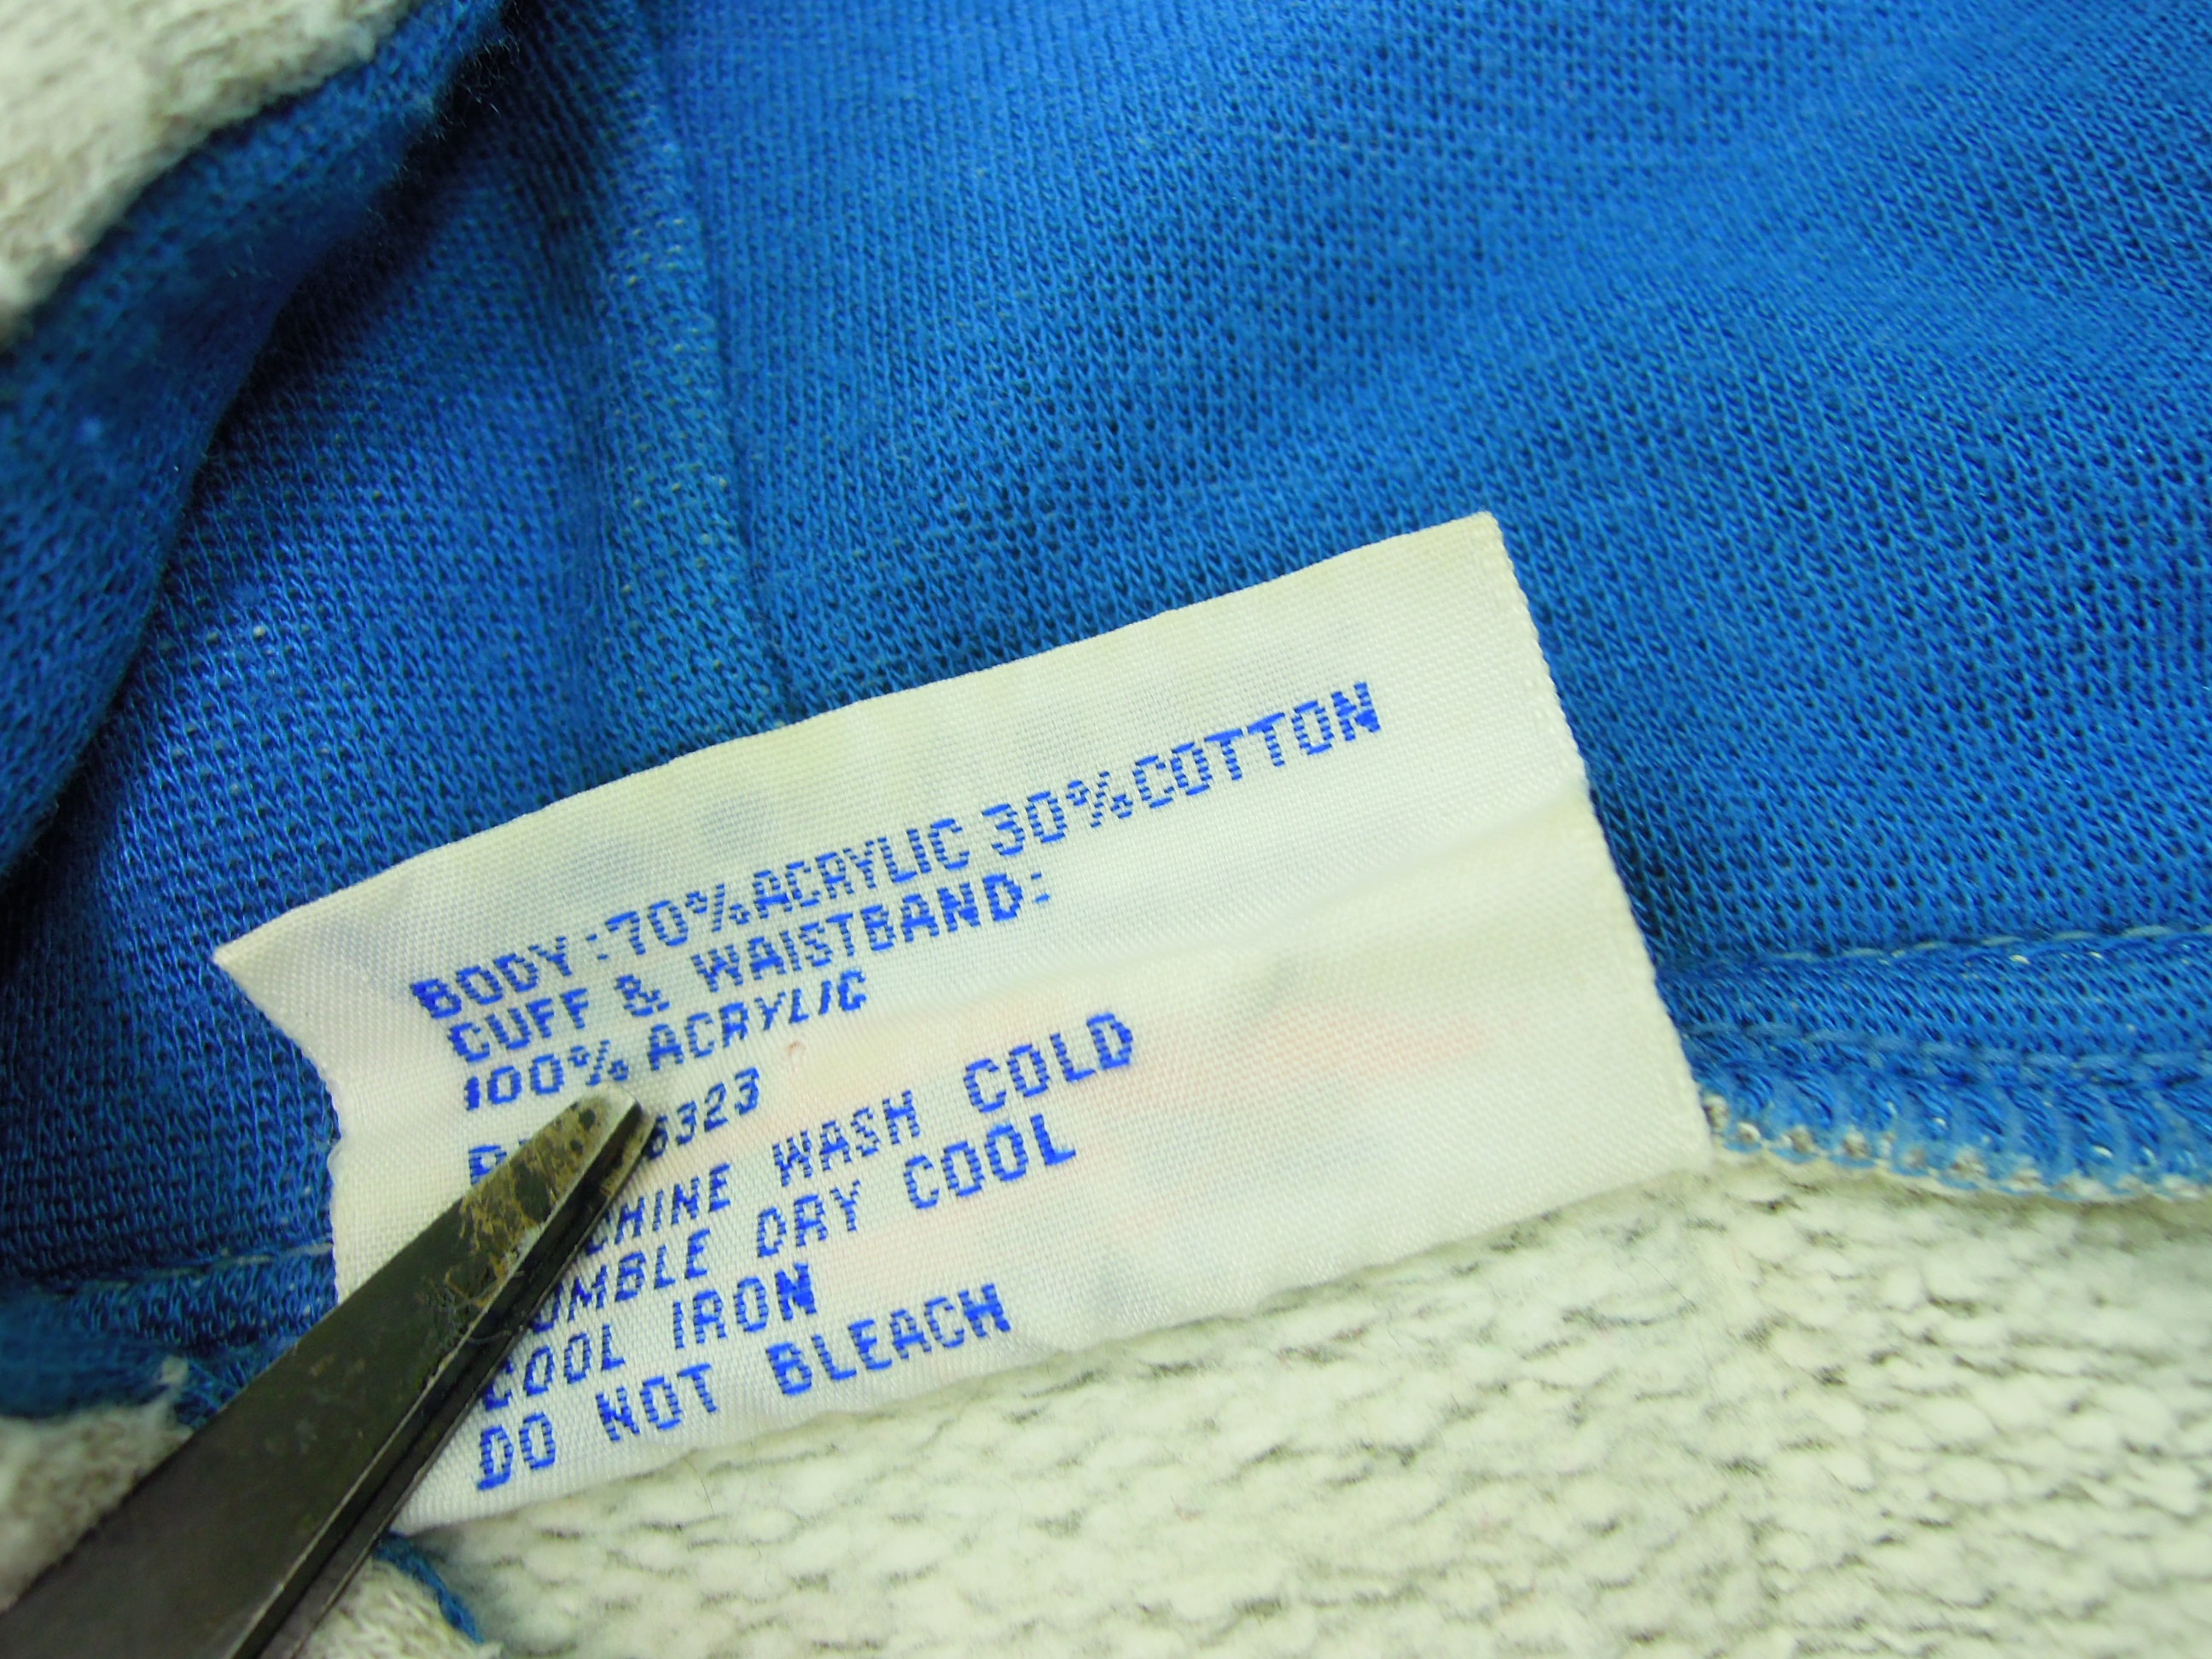 BODY:70%ACRYLIC 30%COTTON
CUFF & WAISTBAND:
100% ACRYLIC
WASH COLD
DRY COOL
COOL IRON
DO NOT BLEACH